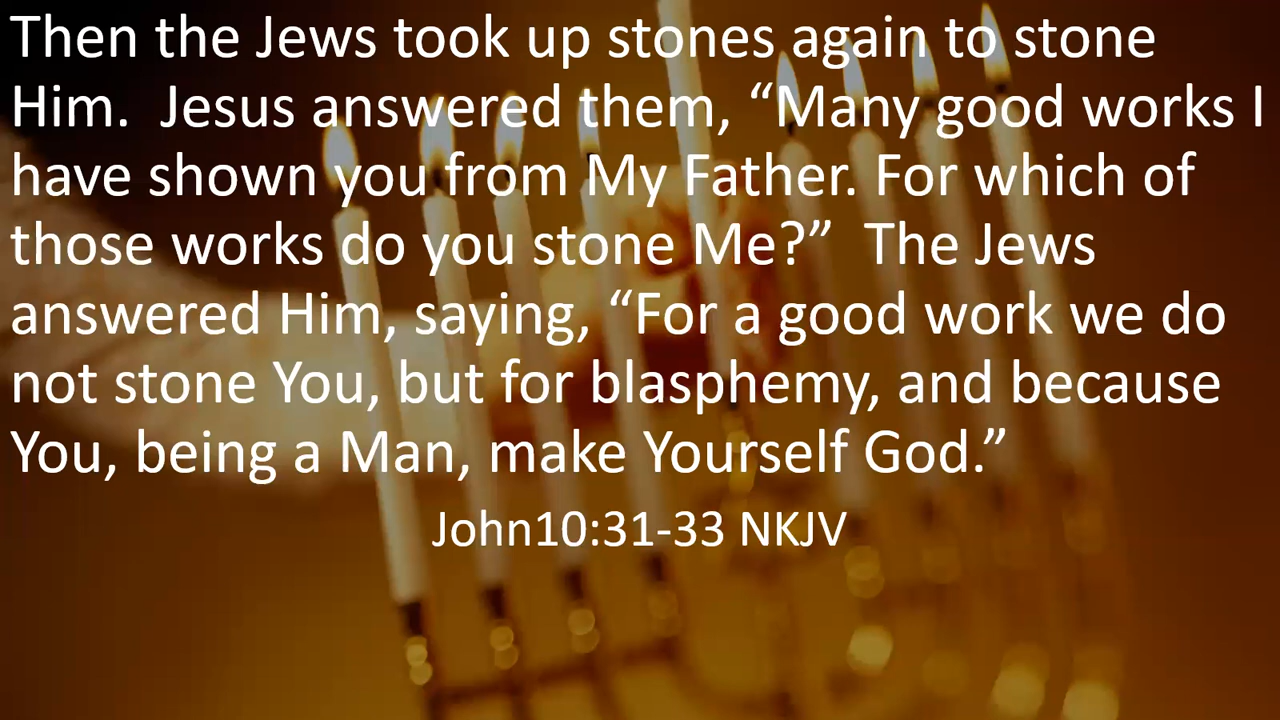 Then the Jews took up stones again to stone
Him.  Jesus answered them, “Many good works I
have shown you from My Father. For which of
those works do you stone Me?”  The Jews
answered Him, saying, “For a good work we do
not stone You, but for blasphemy, and because
You, being a Man, make Yourself God.”
John10:31-33 NKJV